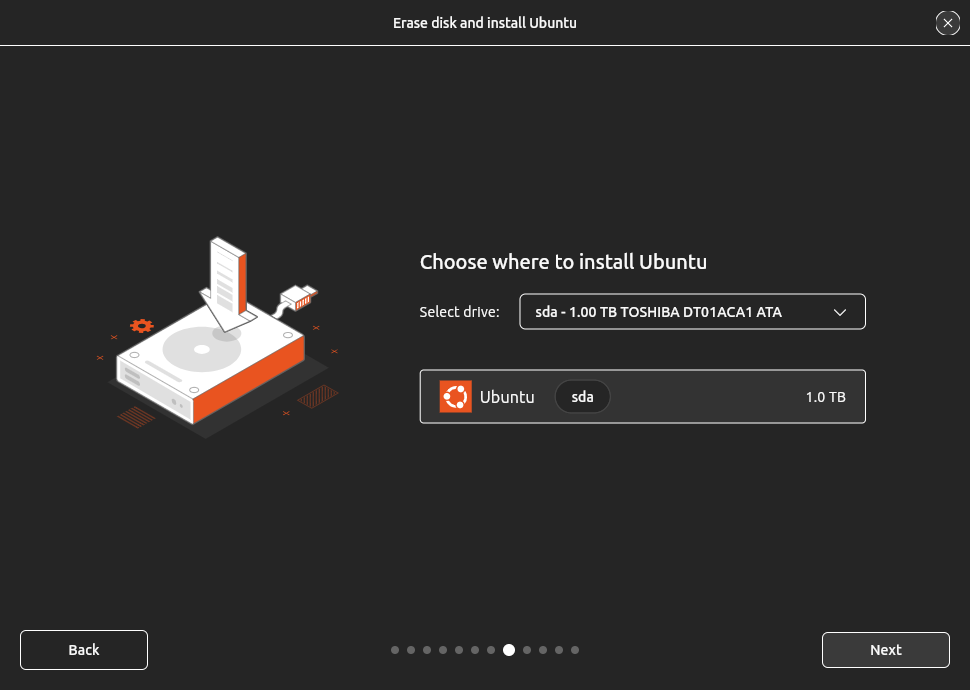 Erase disk and install Ubuntu
Choose where to install Ubuntu
Select drive: sda - 1.00 TB TOSHIBA DT01ACA1 ATA
Ubuntu sda 1.0 TB
Back Next